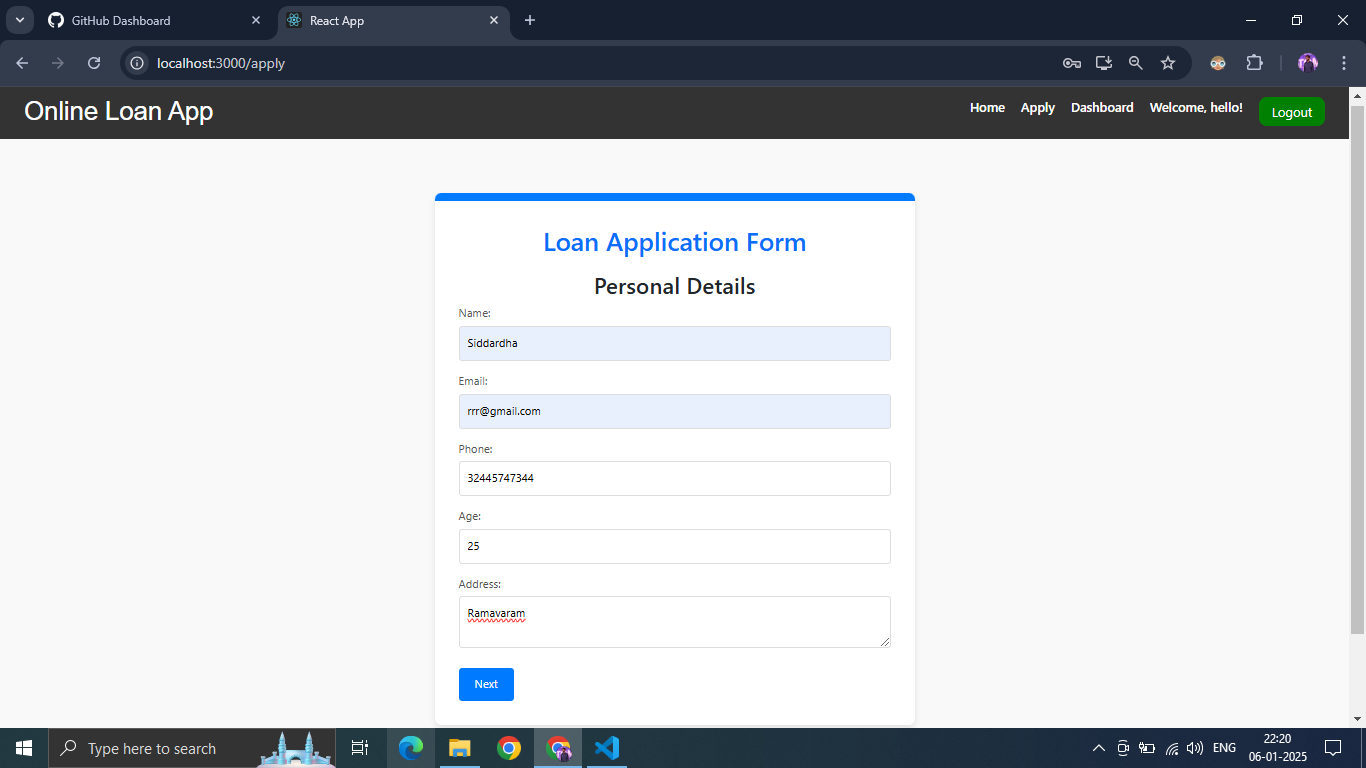 GitHub Dashboard
React App
localhost:3000/apply
Online Loan App
Home
Apply
Dashboard
Welcome, hello!
Logout
Loan Application Form
Personal Details
Name:
Siddardha
Email:
rrr@gmail.com
Phone:
32445747344
Age:
25
Address:
Ramavaram
Next
Type here to search
ENG
22:20
06-01-2025